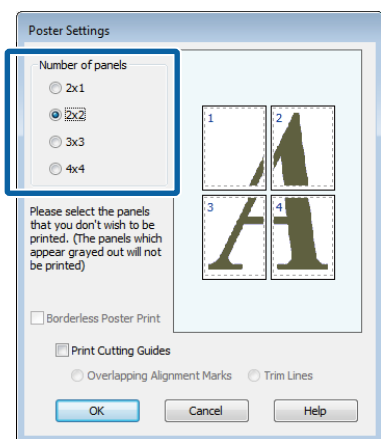 Poster Settings
Number of panels
2x1
2x2
3x3
4x4
1
2
3
4
A
Please select the panels
that you don't wish to be
printed. (The panels which
appear grayed out will not
be printed)
Borderless Poster Print
Print Cutting Guides
Overlapping Alignment Marks
Trim Lines
OK
Cancel
Help